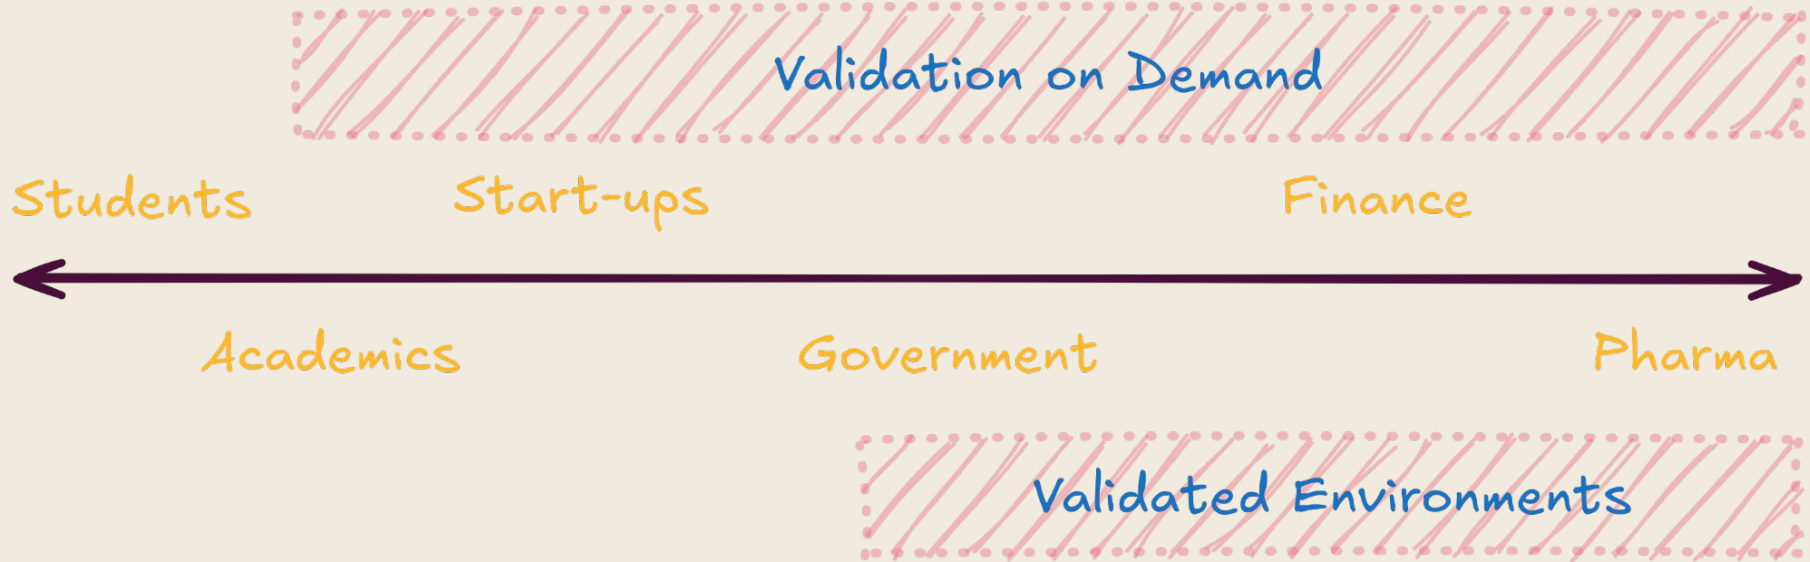 Validation on Demand
Students
Start-ups
Finance
Academics
Government
Pharma
Validated Environments